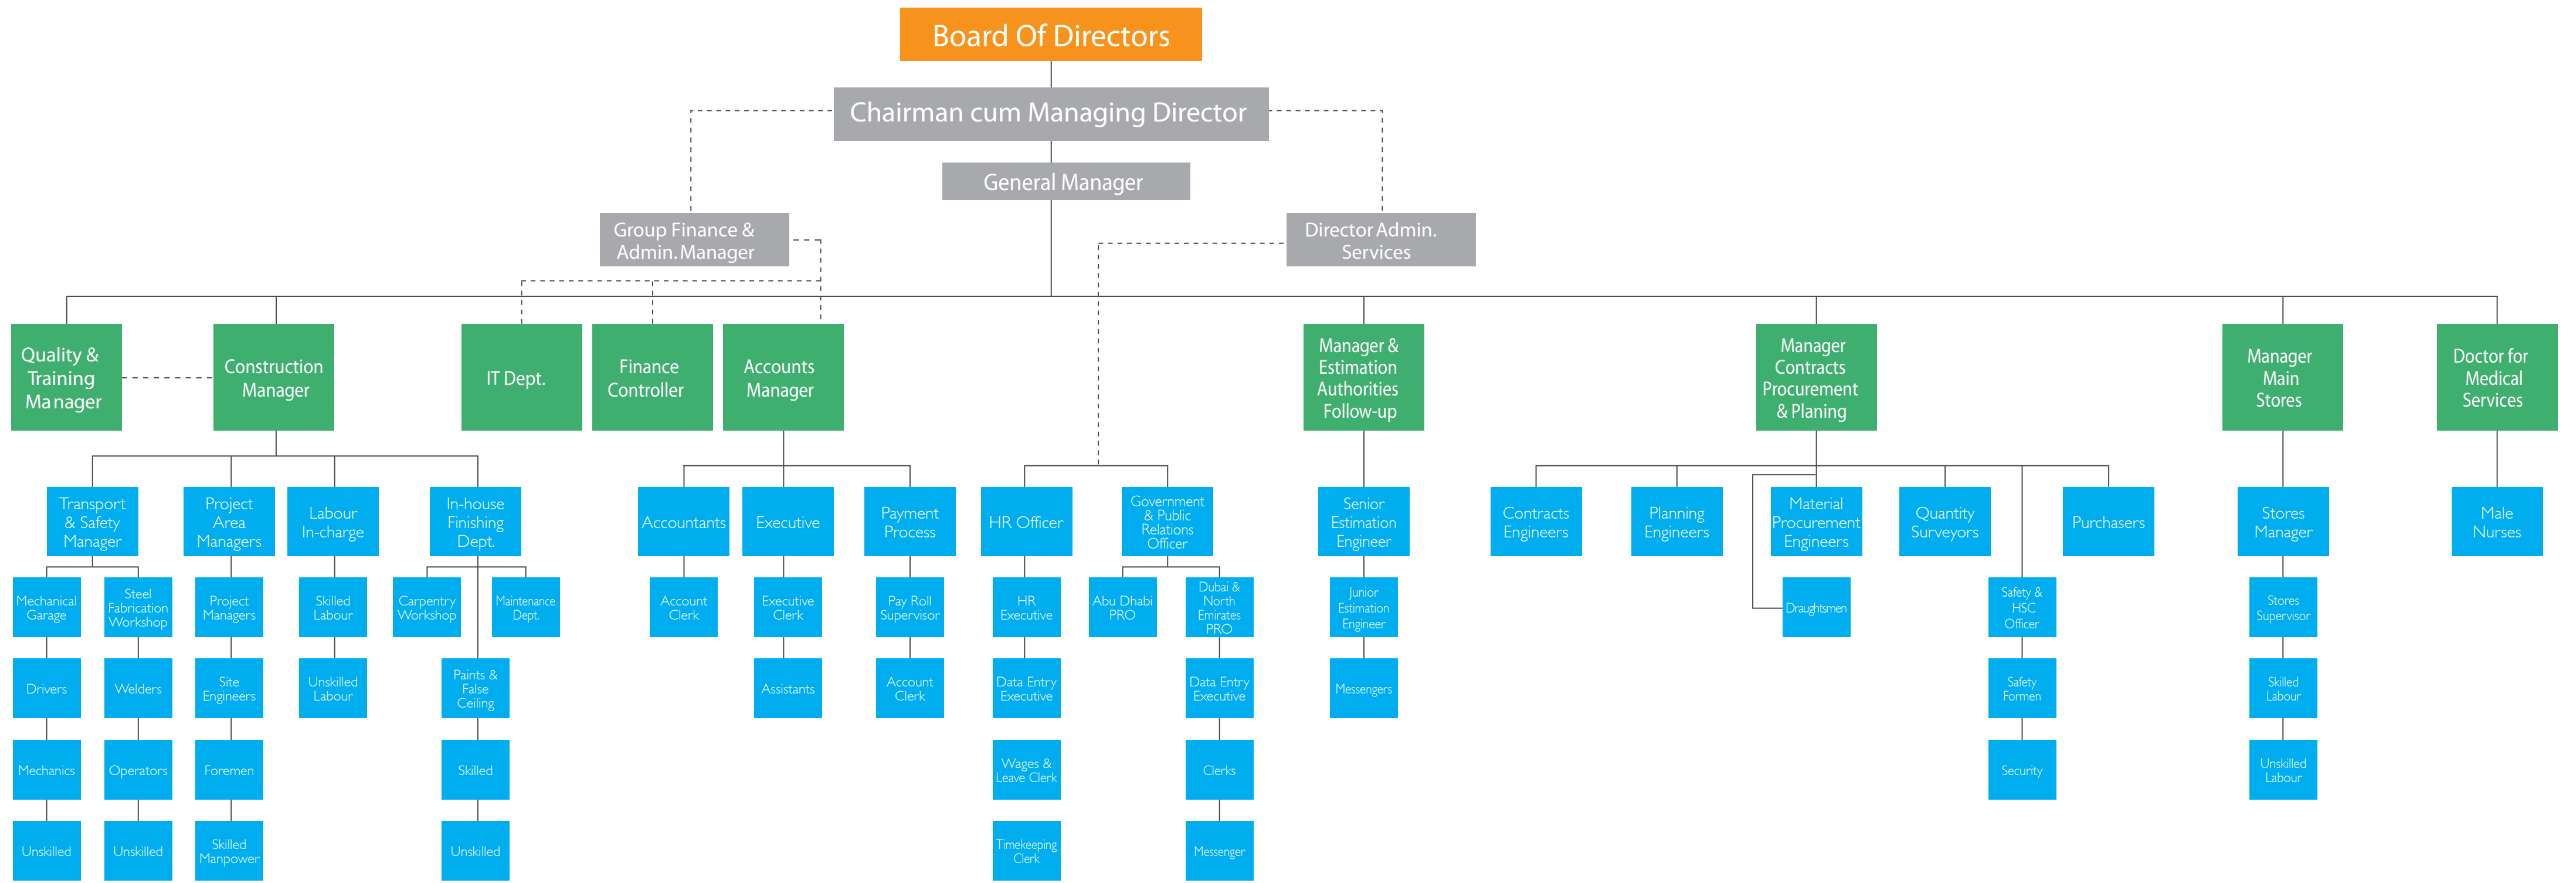 Board Of Directors
Chairman cum Managing Director
General Manager
Group Finance &
Admin. Manager
Director Admin.
Services
Quality &
Training
Manager
Construction
Manager
IT Dept.
Finance
Controller
Accounts
Manager
Manager &
Estimation
Authorities
Follow-up
Manager
Contracts
Procurement
& Planing
Manager
Main
Stores
Doctor for
Medical
Services
Transport
& Safety
Manager
Project
Area
Managers
Labour
In-charge
In-house
Finishing
Dept.
Accountants
Executive
Payment
Process
HR Officer
Government
& Public
Relations
Officer
Senior
Estimation
Engineer
Contracts
Engineers
Planning
Engineers
Material
Procurement
Engineers
Quantity
Surveyors
Purchasers
Stores
Manager
Male
Nurses
Mechanical
Garage
Steel
Fabrication
Workshop
Project
Managers
Skilled
Labour
Carpentry
Workshop
Maintenance
Dept.
Account
Clerk
Executive
Clerk
Pay Roll
Supervisor
HR
Executive
Abu Dhabi
PRO
Dubai &
North
Emirates
PRO
Junior
Estimation
Engineer
Draughtsmen
Safety &
HSC
Officer
Stores
Supervisor
Drivers
Welders
Site
Engineers
Unskilled
Labour
Paints &
False
Ceiling
Assistants
Account
Clerk
Data Entry
Executive
Data Entry
Executive
Messengers
Safety
Formen
Skilled
Labour
Mechanics
Operators
Foremen
Skilled
Wages &
Leave Clerk
Clerks
Security
Unskilled
Labour
Unskilled
Unskilled
Skilled
Manpower
Unskilled
Timekeeping
Clerk
Messenger